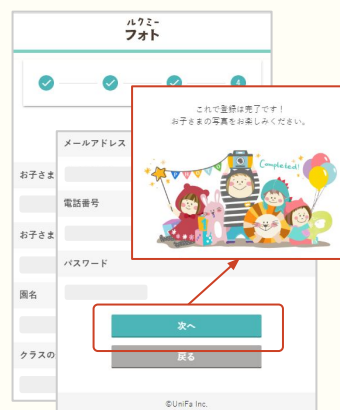 ルクミー
フォト
4
これで登録は完了です！
お子さまの写真をお楽しみください。
Completed!
メールアドレス
お子さま
電話番号
お子さま
パスワード
園名
次へ
クラスの
戻る
©UniFa Inc.